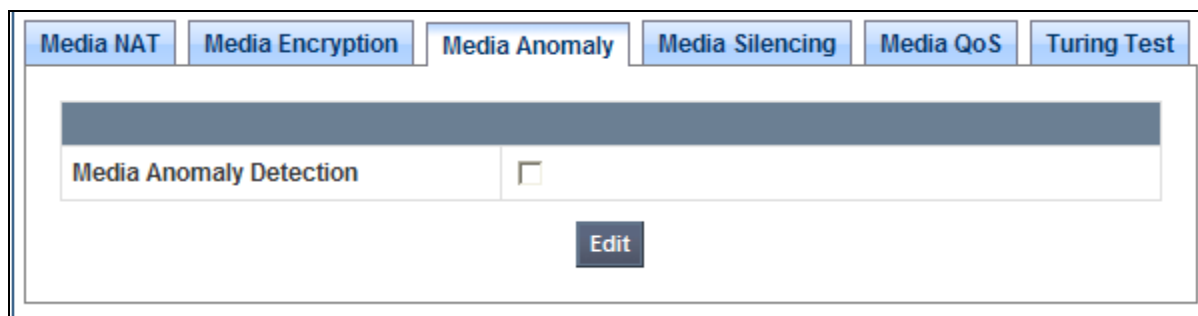 Media NAT Media Encryption Media Anomaly Media Silencing Media QoS Turing Test
Media Anomaly Detection
Edit